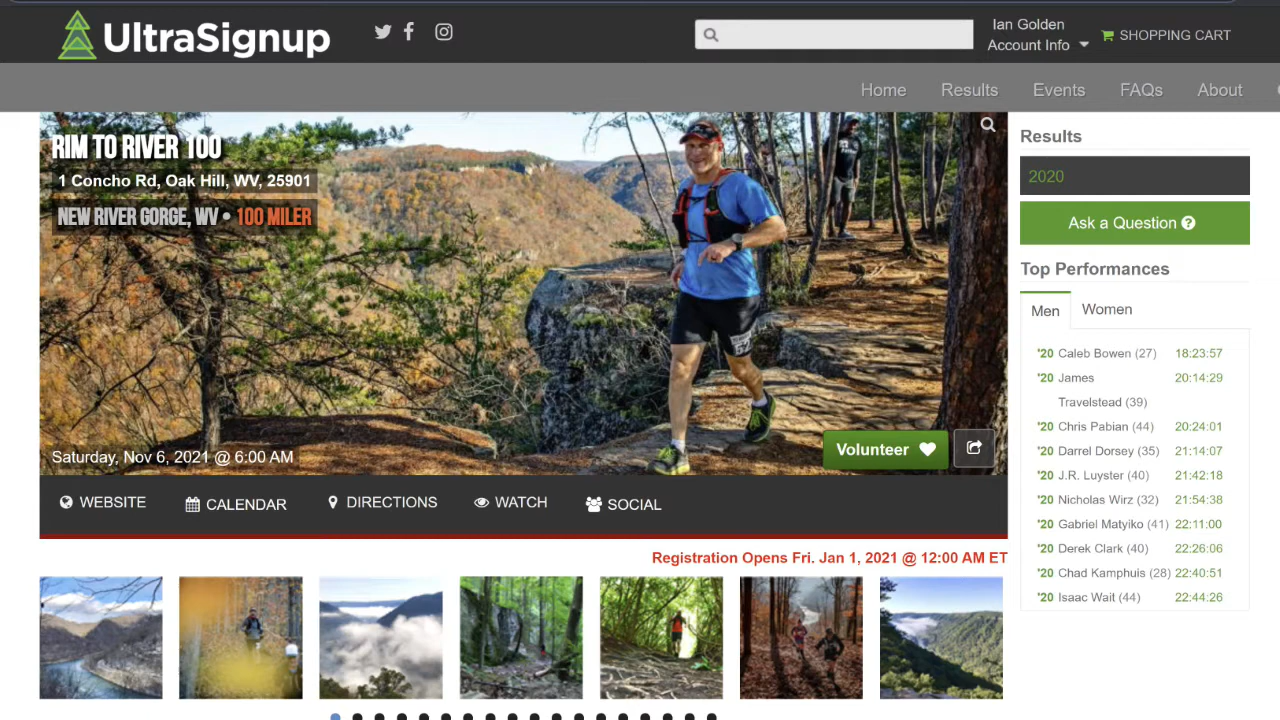 UltraSignup
Ian Golden
Account Info
SHOPPING CART
Home
Results
Events
FAQs
About
RIM TO RIVER 100
1 Concho Rd, Oak Hill, WV, 25901
NEW RIVER GORGE, WV • 100 MILER
Saturday, Nov 6, 2021 @ 6:00 AM
Volunteer
WEBSITE
CALENDAR
DIRECTIONS
WATCH
SOCIAL
Registration Opens Fri. Jan 1, 2021 @ 12:00 AM ET
Results
2020
Ask a Question ?
Top Performances
Men
Women
'20 Caleb Bowen (27) 18:23:57
'20 James 20:14:29
Travelstead (39)
'20 Chris Pabian (44) 20:24:01
'20 Darrel Dorsey (35) 21:14:07
'20 J.R. Luyster (40) 21:42:18
'20 Nicholas Wirz (32) 21:54:38
'20 Gabriel Matyiko (41) 22:11:00
'20 Derek Clark (40) 22:26:06
'20 Chad Kamphuis (28) 22:40:51
'20 Isaac Wait (44) 22:44:26